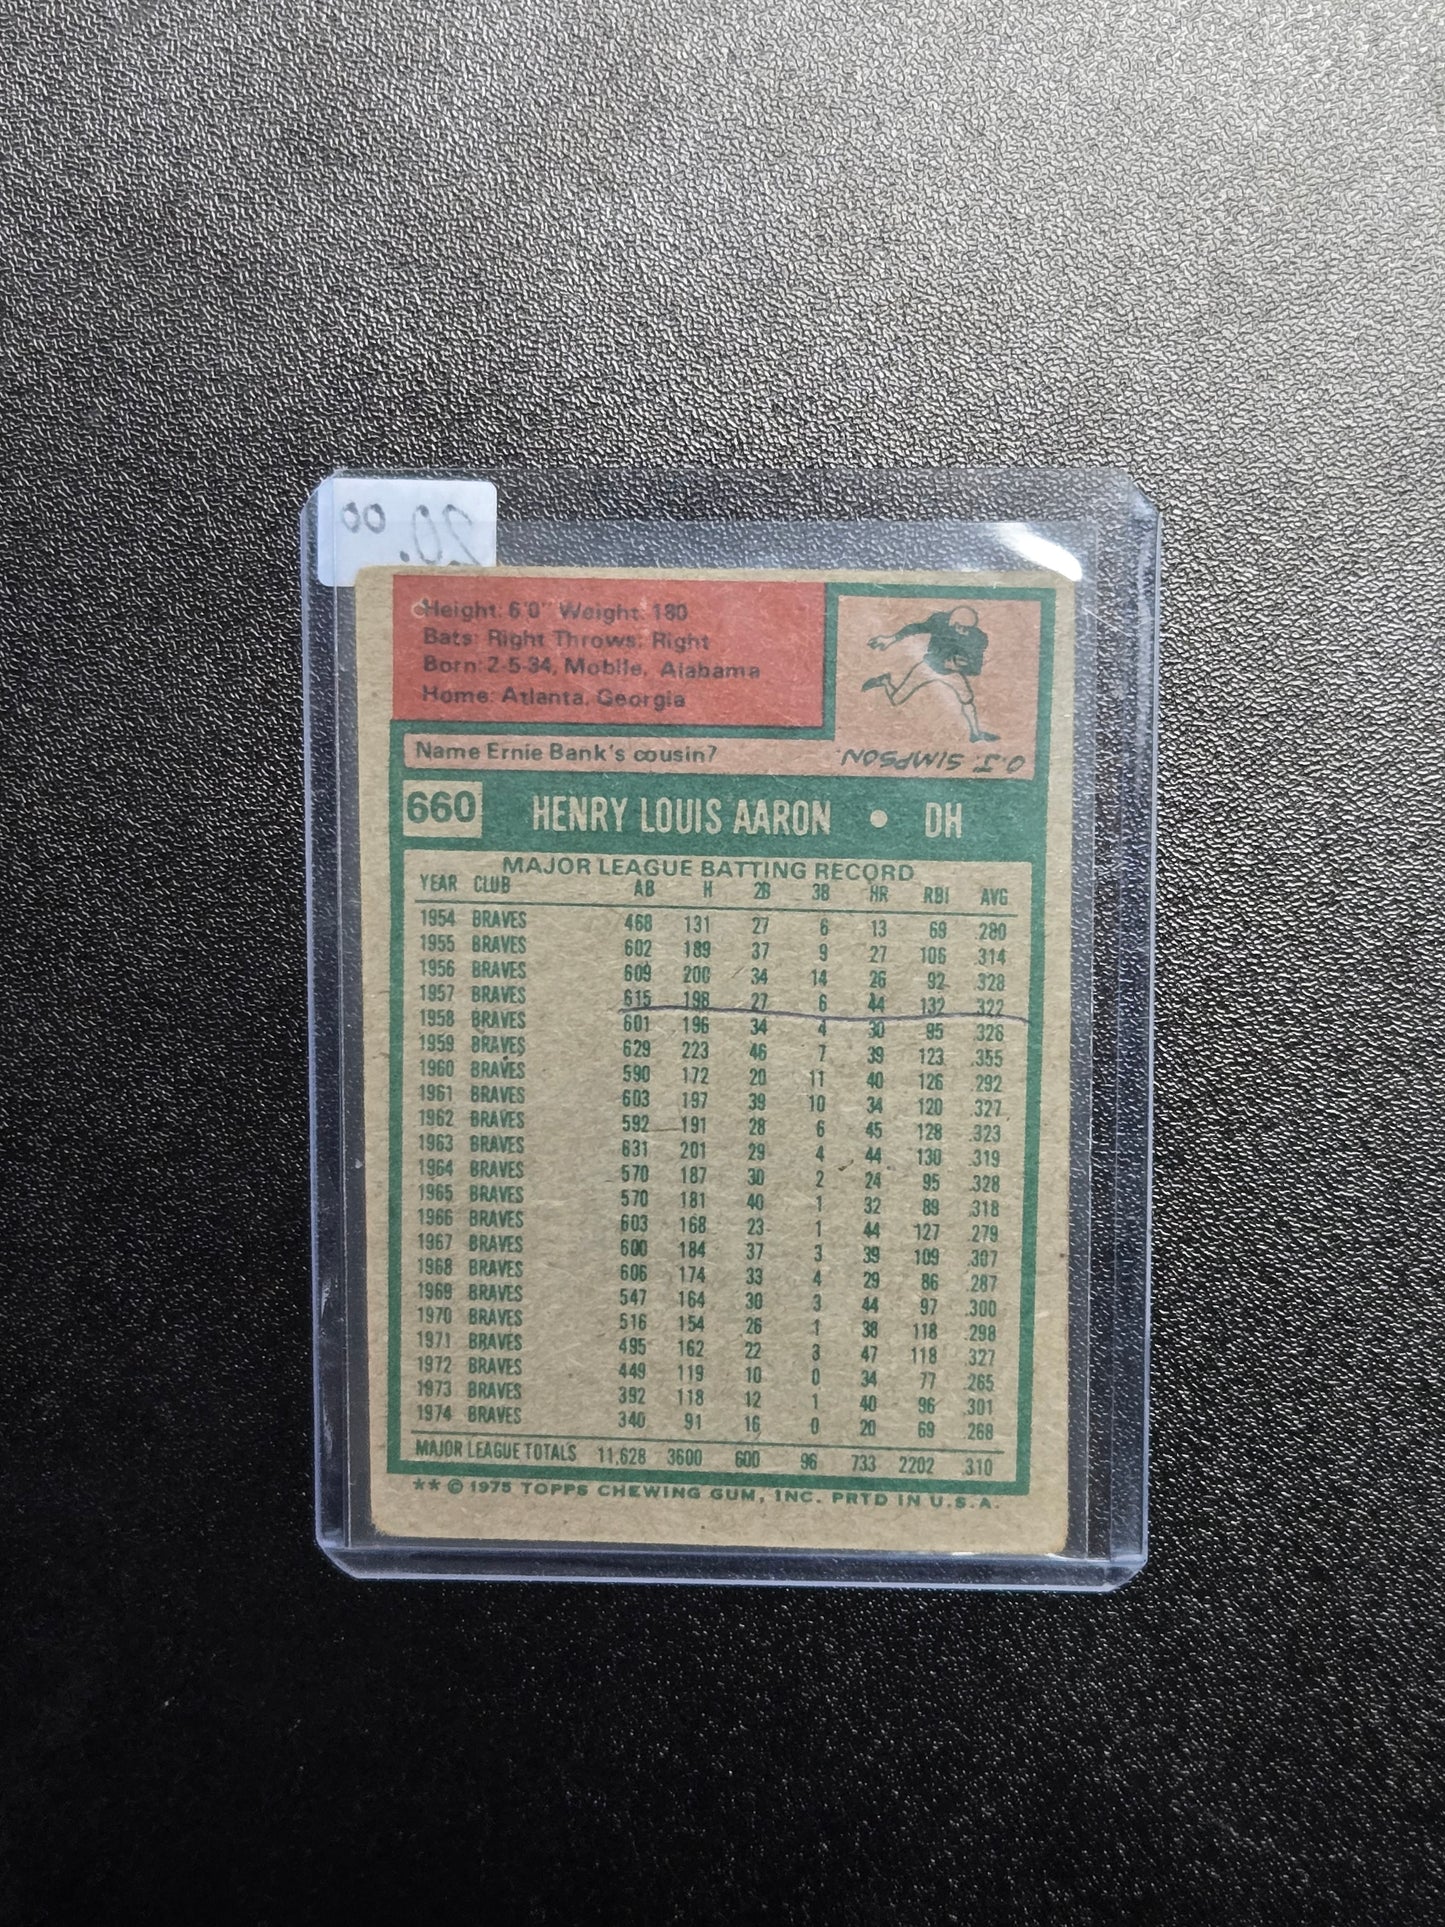 20.00
Height: 6'0" Weight: 180
Bats: Right Throws: Right
Born: 2-5-34, Mobile, Alabama
Home: Atlanta, Georgia
Name Ernie Bank's cousin?
O.J. SIMPSON.
660 HENRY LOUIS AARON • DH
MAJOR LEAGUE BATTING RECORD
YEAR CLUB AB H 2B 3B HR RBI AVG
1954 BRAVES 468 131 27 6 13 69 .280
1955 BRAVES 602 189 37 9 27 106 .314
1956 BRAVES 609 200 34 14 26 92 .328
1957 BRAVES 615 198 27 6 44 132 .322
1958 BRAVES 601 196 34 4 30 95 .326
1959 BRAVES 629 223 46 7 39 123 .355
1960 BRAVES 590 172 20 11 40 126 .292
1961 BRAVES 603 197 39 10 34 120 .327
1962 BRAVES 592 191 28 6 45 128 .323
1963 BRAVES 631 201 29 4 44 130 .319
1964 BRAVES 570 187 30 2 24 95 .328
1965 BRAVES 570 181 40 1 32 89 .318
1966 BRAVES 603 168 23 1 44 127 .279
1967 BRAVES 600 184 37 3 39 109 .307
1968 BRAVES 606 174 33 4 29 86 .287
1969 BRAVES 547 164 30 3 44 97 .300
1970 BRAVES 516 154 26 1 38 118 .298
1971 BRAVES 495 162 22 3 47 118 .327
1972 BRAVES 449 119 10 0 34 77 .265
1973 BRAVES 392 118 12 1 40 96 .301
1974 BRAVES 340 91 16 0 20 69 .268
MAJOR LEAGUE TOTALS 11,628 3600 600 96 733 2202 .310
** © 1975 TOPPS CHEWING GUM, INC. PRTD IN U.S.A.